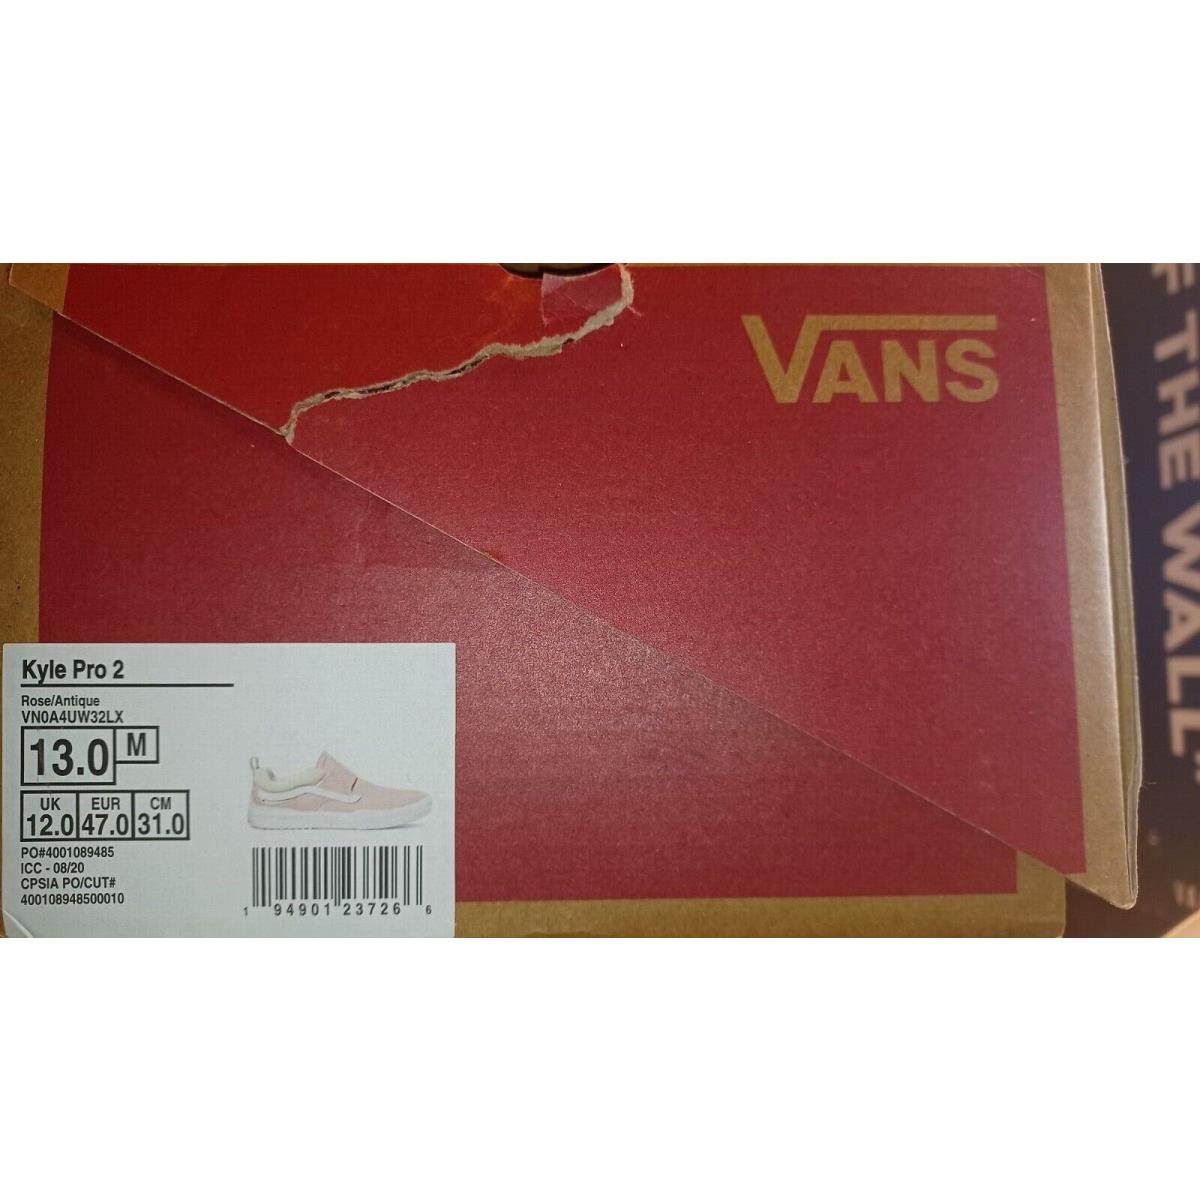 VANS
F THE WALL"
Kyle Pro 2
Rose/Antique
VN0A4UW32LX
13.0 M
UK EUR CM
12.0 47.0 31.0
PO#4001089485
ICC - 08/20
CPSIA PO/CUT#
400108948500010
1 94901 23726 6